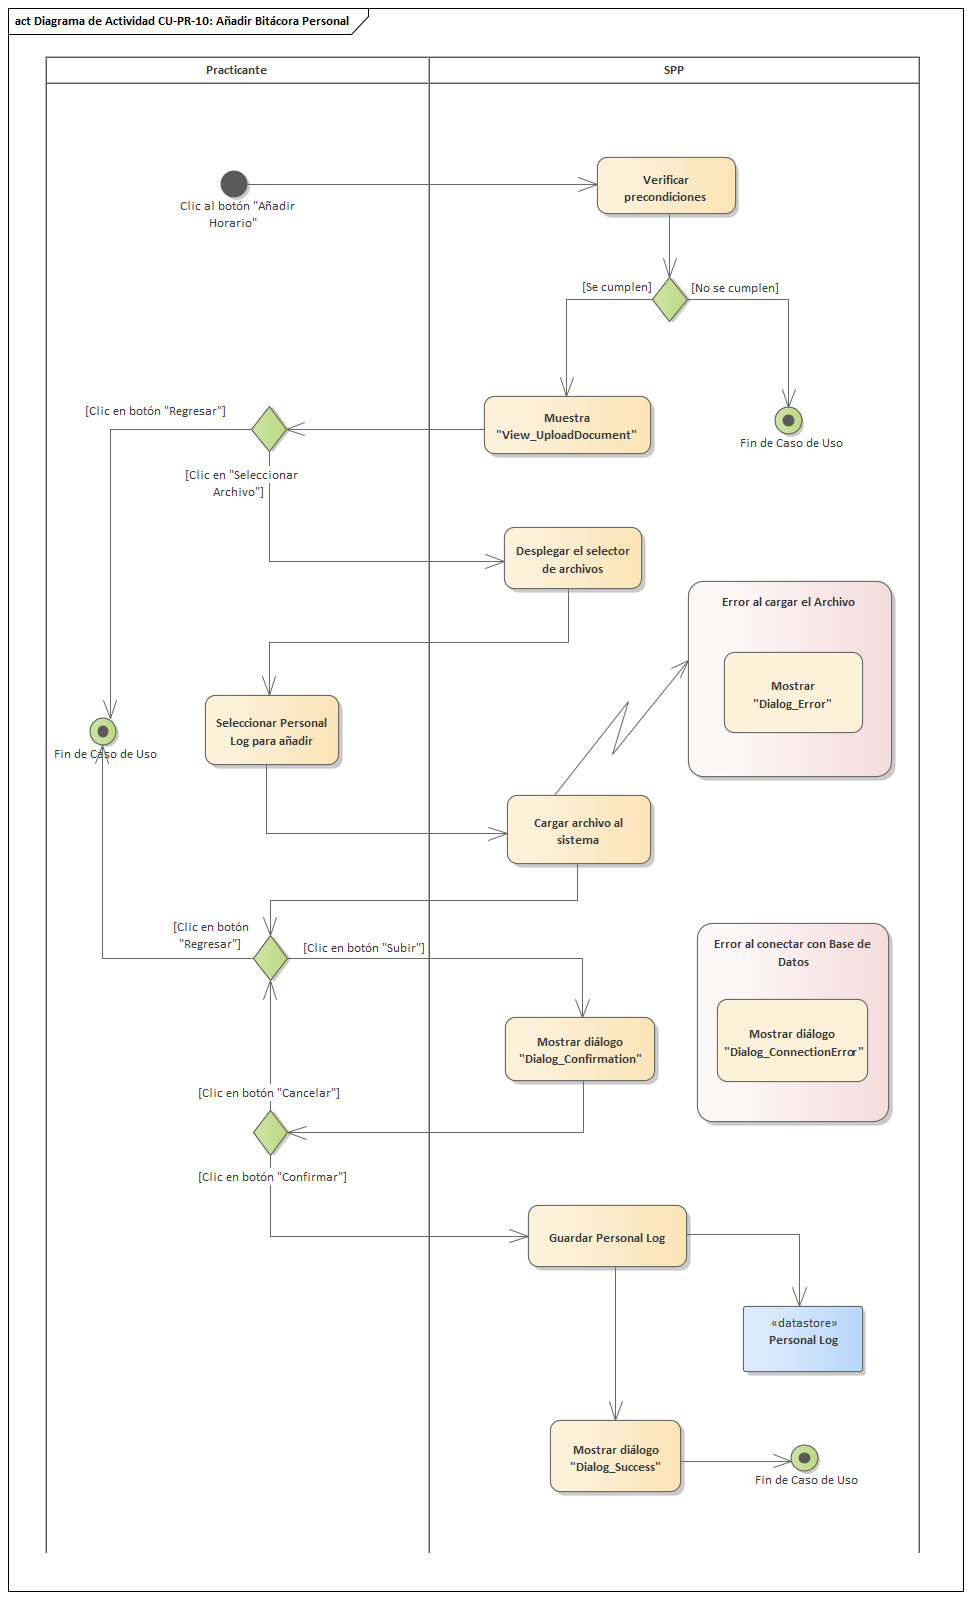 act Diagrama de Actividad CU-PR-10: Añadir Bitácora Personal
Practicante
SPP
Clic al botón "Añadir
Horario"
Verificar
precondiciones
[Se cumplen]
[No se cumplen]
Fin de Caso de Uso
Muestra
"View_UploadDocument"
[Clic en botón "Regresar"]
[Clic en "Seleccionar
Archivo"]
Desplegar el selector
de archivos
Error al cargar el Archivo
Mostrar
"Dialog_Error"
Seleccionar Personal
Log para añadir
Fin de Caso de Uso
Cargar archivo al
sistema
[Clic en botón
"Regresar"]
[Clic en botón "Subir"]
Error al conectar con Base de
Datos
Mostrar diálogo
"Dialog_ConnectionError"
Mostrar diálogo
"Dialog_Confirmation"
[Clic en botón "Cancelar"]
[Clic en botón "Confirmar"]
Guardar Personal Log
«datastore»
Personal Log
Mostrar diálogo
"Dialog_Success"
Fin de Caso de Uso